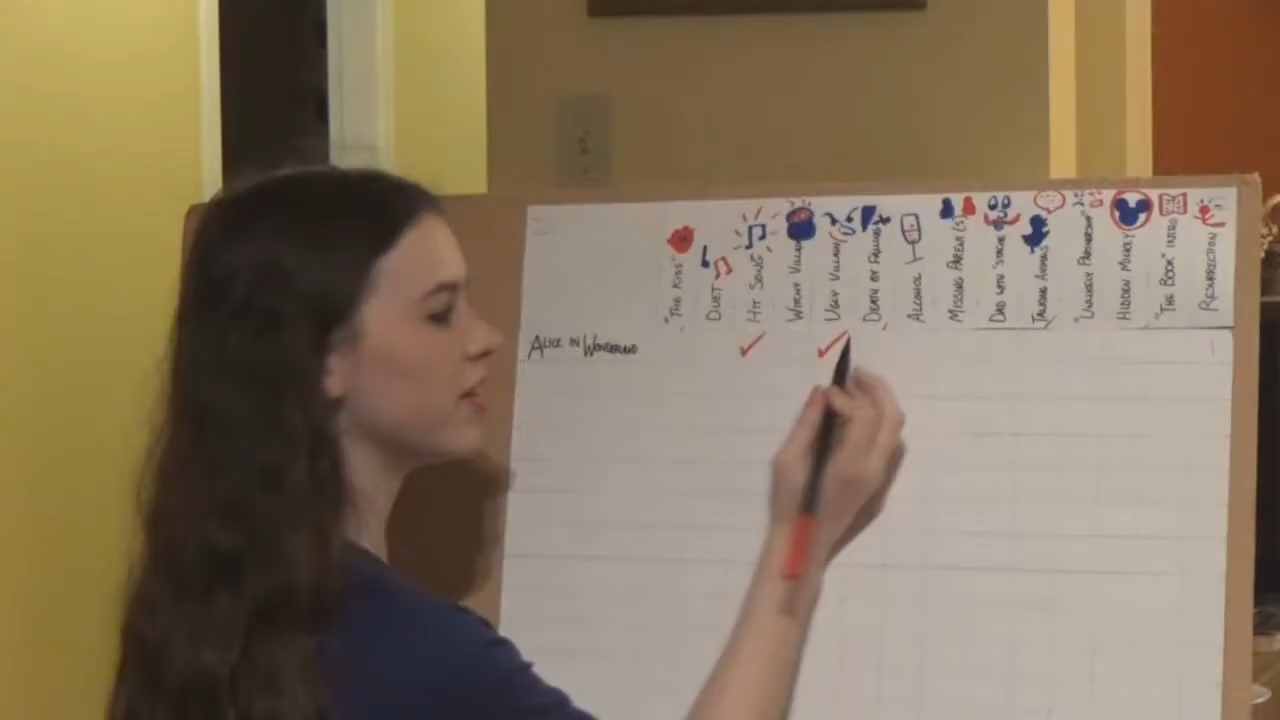 "THE KISS"
DUET
HIT SONG
WITCHY VILLAIN
UGLY VILLAIN
DEATH BY FALLING
ALCOHOL
MISSING PARENT(S)
DAD WITH 'STACHE
TALKING ANIMALS
"UNLIKELY PARTNERSHIP"
HIDDEN MICKEY
"THE BOOK" INTRO
RESURRECTION
ALICE IN WONDERLAND